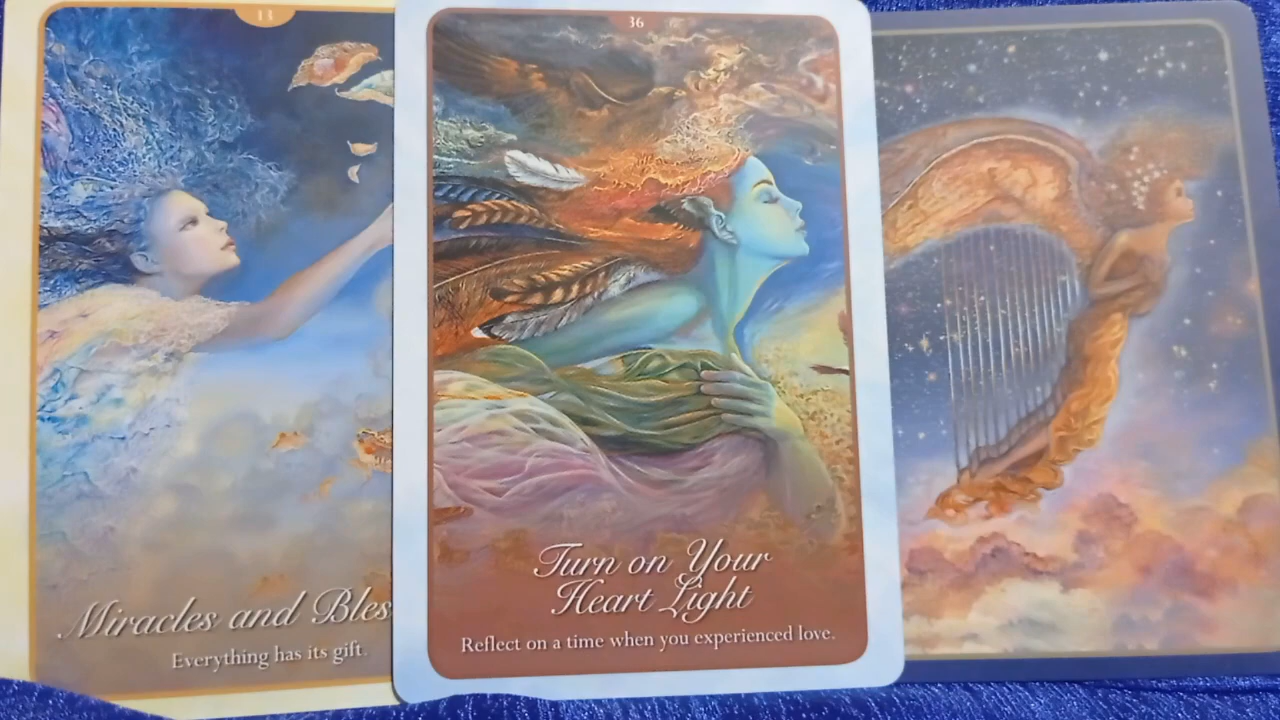 Miracles and Bles
Everything has its gift.
36
Turn on Your
Heart Light
Reflect on a time when you experienced love.